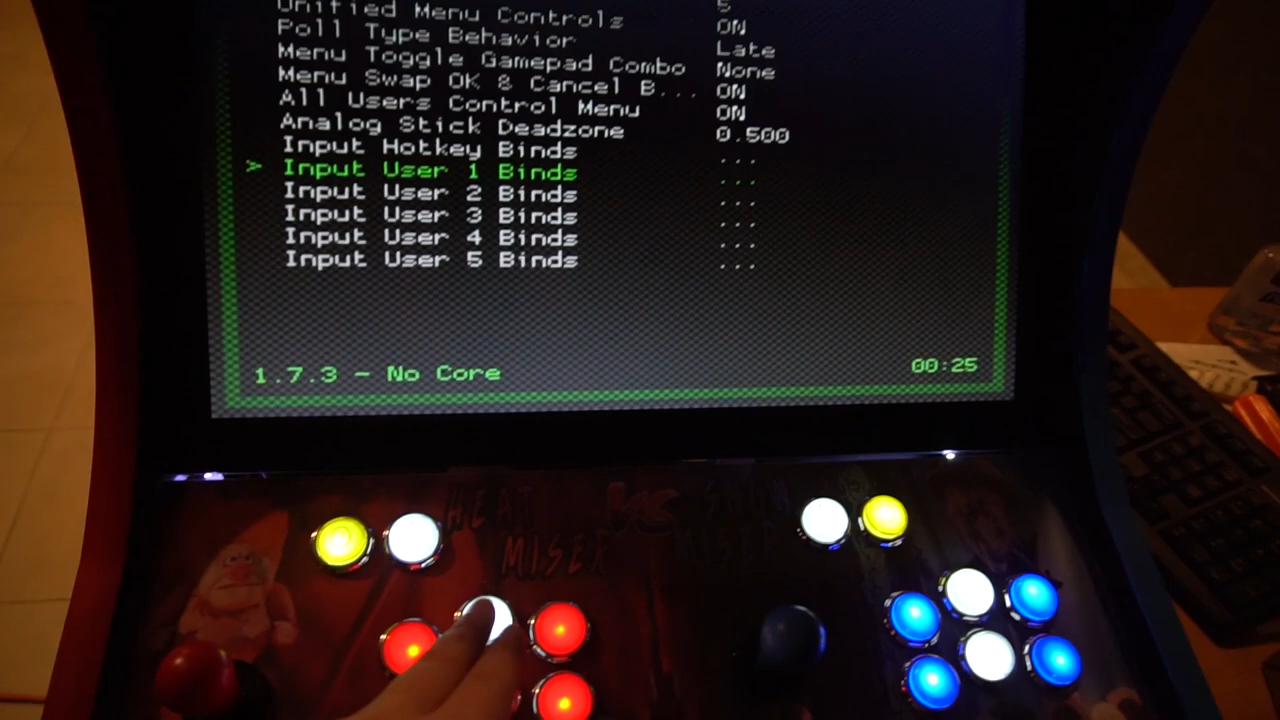 Unified Menu Controls 5
Poll Type Behavior ON
Menu Toggle Gamepad Combo Late
Menu Swap OK & Cancel B... None
All Users Control Menu ON
Analog Stick Deadzone ON
Input Hotkey Binds 0.500
> Input User 1 Binds ...
Input User 2 Binds ...
Input User 3 Binds ...
Input User 4 Binds ...
Input User 5 Binds ...
...
1.7.3 - No Core 00:25
HEAT VS SNOW
MISER MISER